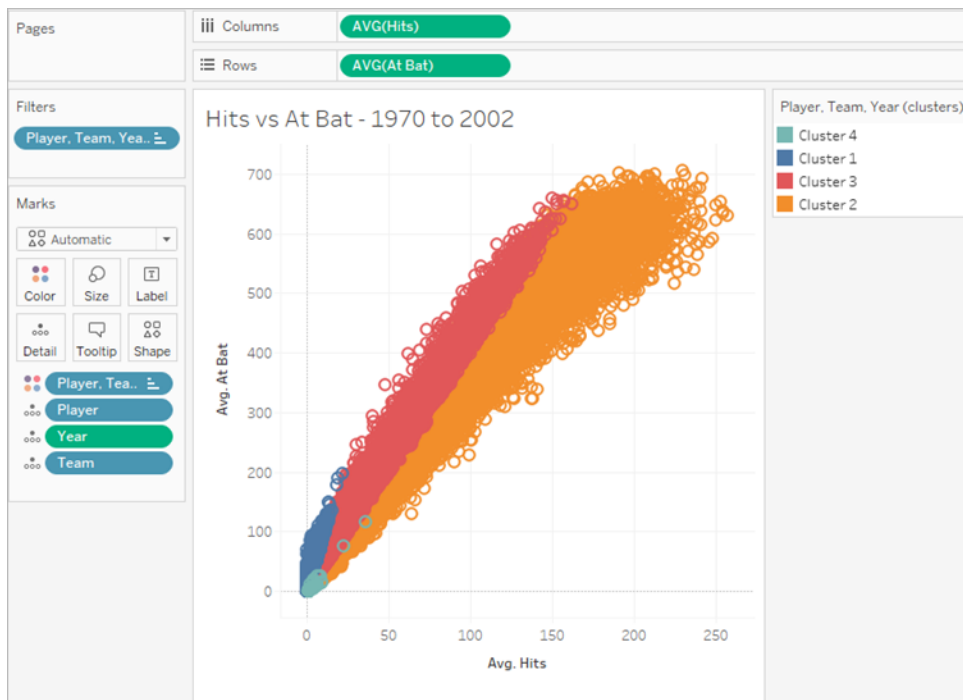 Pages
Columns
AVG(Hits)
Rows
AVG(At Bat)
Filters
Player, Team, Yea..
Marks
Automatic
Color
Size
Label
Detail
Tooltip
Shape
Player, Tea..
Player
Year
Team
Hits vs At Bat - 1970 to 2002
Avg. At Bat
700
600
500
400
300
200
100
0
0 50 100 150 200 250
Avg. Hits
Player, Team, Year (clusters)
Cluster 4
Cluster 1
Cluster 3
Cluster 2